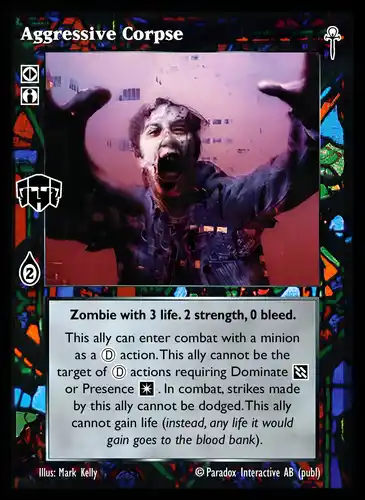 Aggressive Corpse
2
Zombie with 3 life. 2 strength, 0 bleed.
This ally can enter combat with a minion
as a Ⓓ action. This ally cannot be the
target of Ⓓ actions requiring Dominate
or Presence . In combat, strikes made
by this ally cannot be dodged. This ally
cannot gain life (instead, any life it would
gain goes to the blood bank).
Illus: Mark Kelly © Paradox Interactive AB (publ)